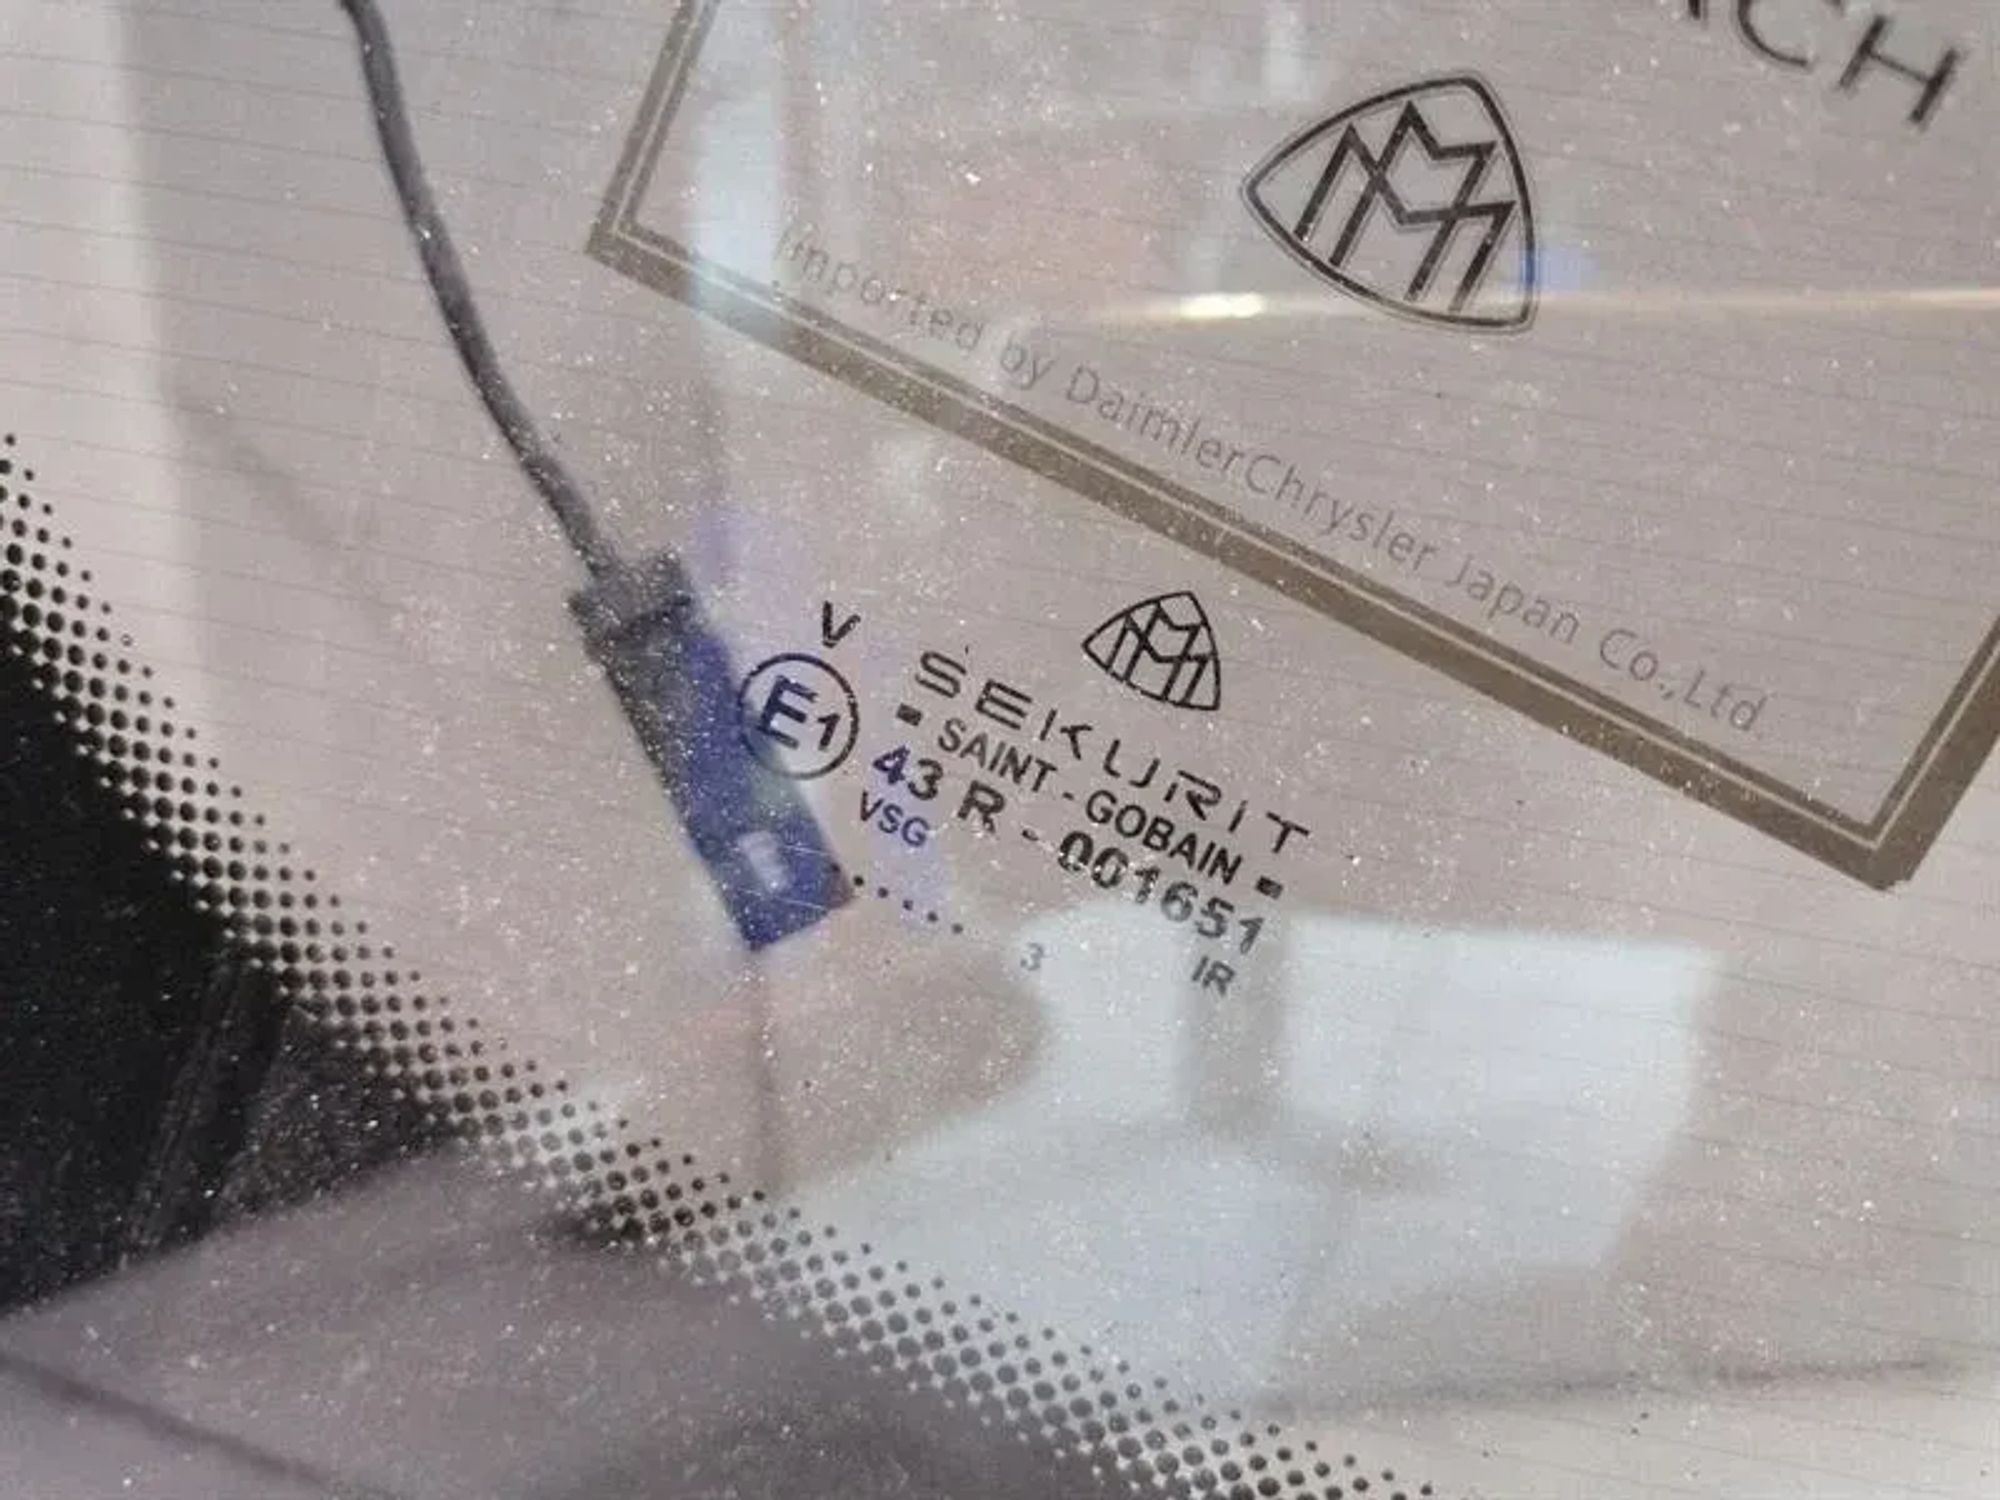 ACH
Imported by DaimlerChrysler Japan Co.,Ltd.
V
E1
SEKURIT
SAINT-GOBAIN
43 R - 001651
VSG
.....
3
IR